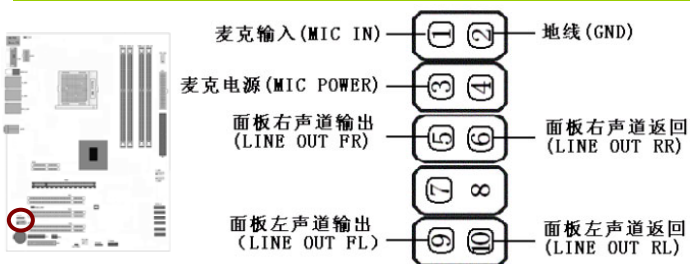 麦克输入(MIC IN)
1 2
地线(GND)
麦克电源(MIC POWER)
3 4
面板右声道输出
(LINE OUT FR)
5 6
面板右声道返回
(LINE OUT RR)
7 8
面板左声道输出
(LINE OUT FL)
9 10
面板左声道返回
(LINE OUT RL)